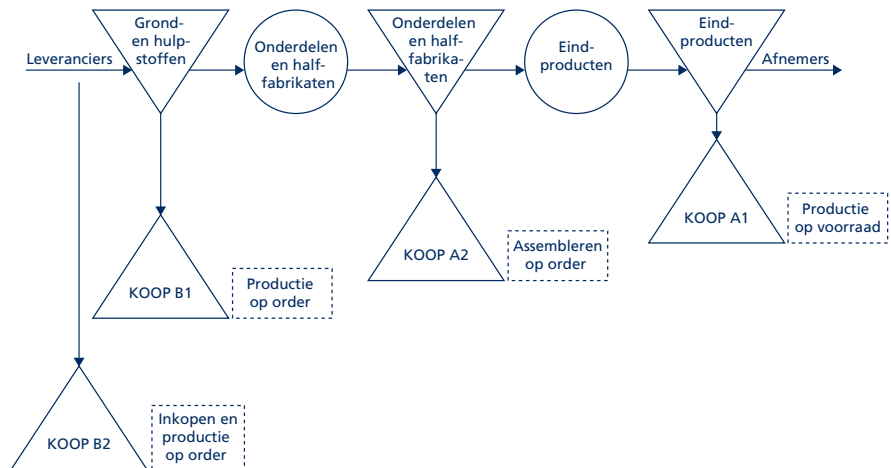 Leveranciers
Grond-
en hulp-
stoffen
Onderdelen
en half-
fabrikaten
Onderdelen
en half-
fabrika-
ten
Eind-
producten
Eind-
producten
Afnemers
KOOP A1
Productie
op voorraad
KOOP A2
Assembleren
op order
KOOP B1
Productie
op order
KOOP B2
Inkopen en
productie
op order